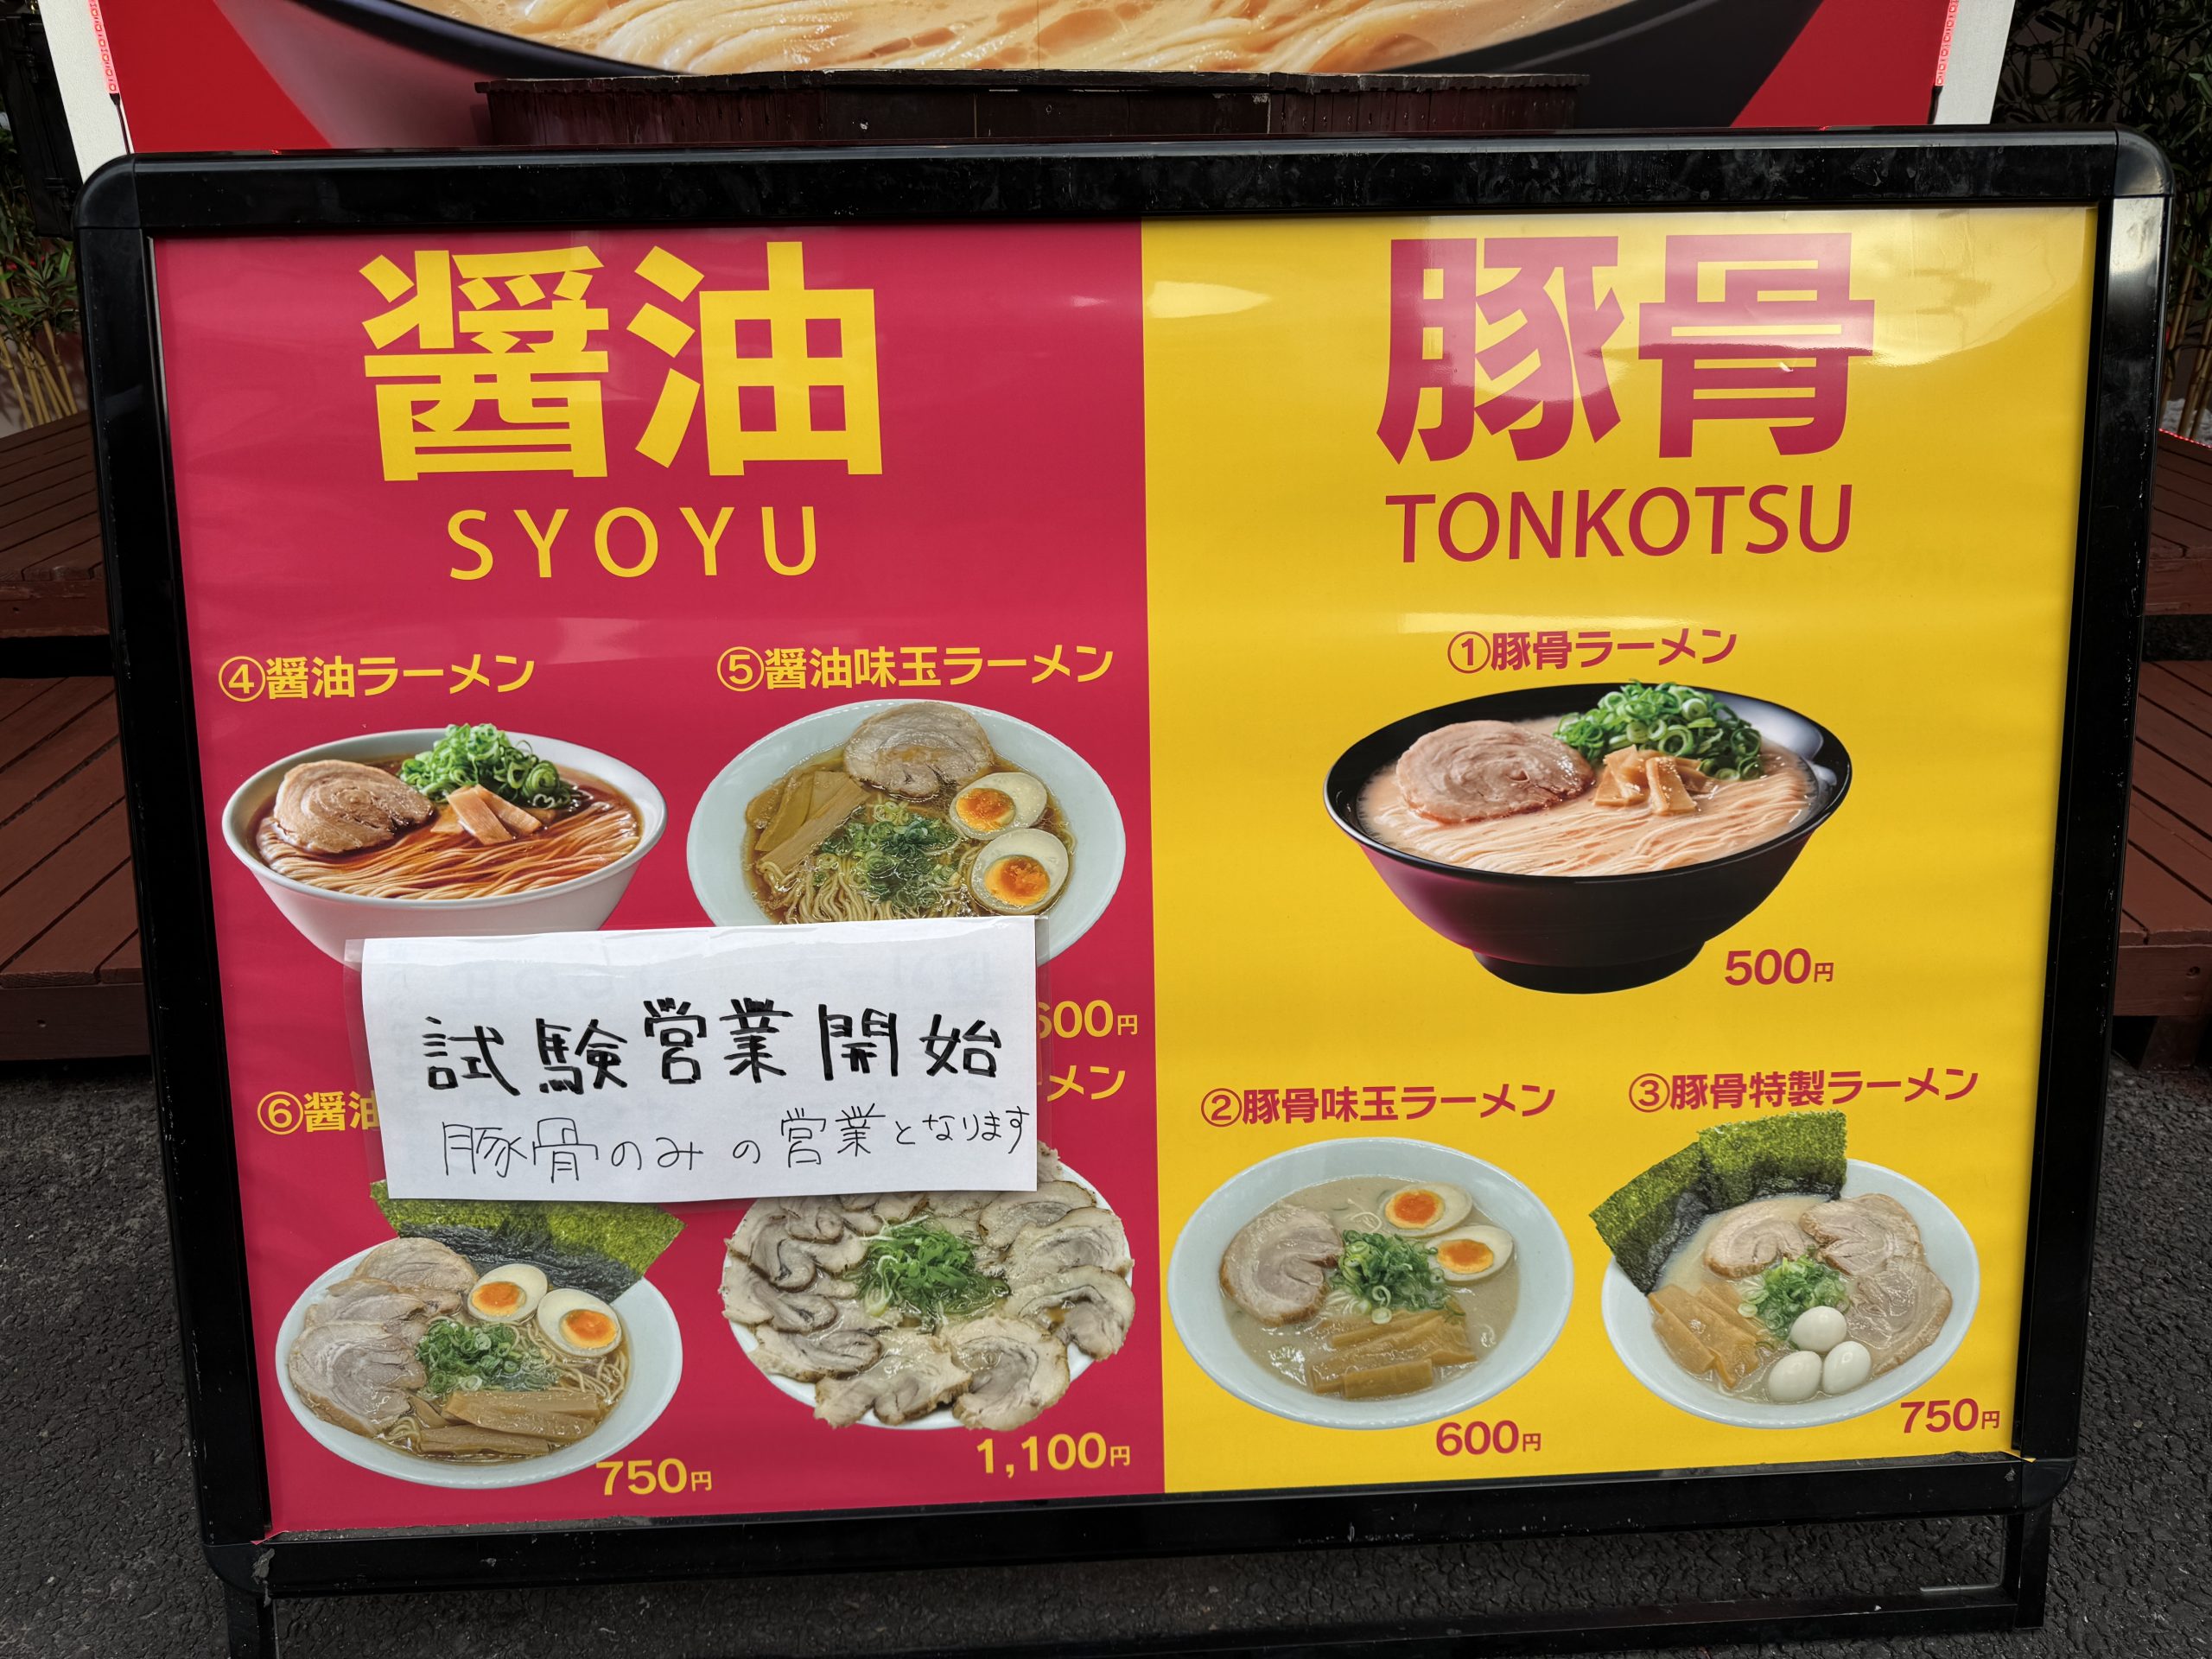 醤油
SYOYU
④醤油ラーメン
⑤醤油味玉ラーメン
600円
試験営業開始
豚骨のみの営業となります
⑥醤油
メン
750円
1,100円
豚骨
TONKOTSU
①豚骨ラーメン
500円
②豚骨味玉ラーメン
③豚骨特製ラーメン
600円
750円